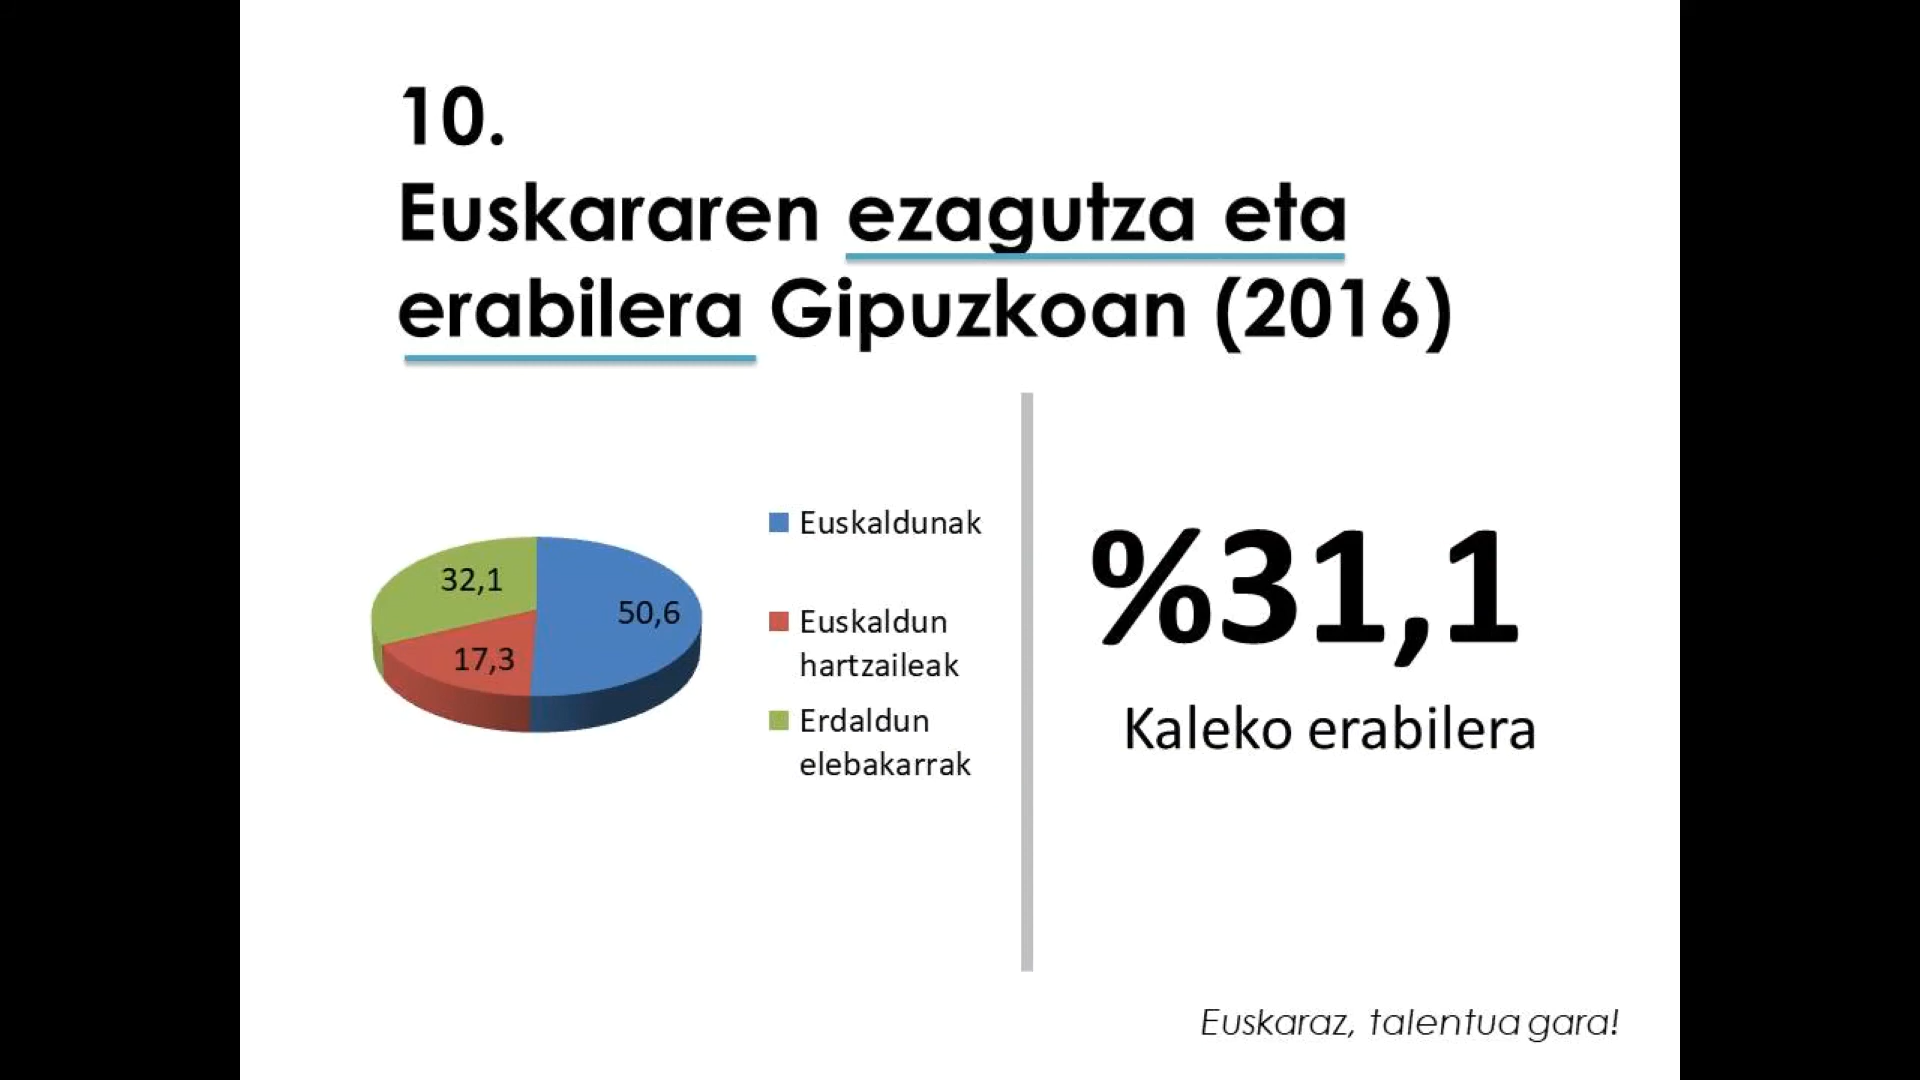 10.
Euskararen ezagutza eta
erabilera Gipuzkoan (2016)
32,1
50,6
17,3
Euskaldunak
Euskaldun
hartzaileak
Erdaldun
elebakarrak
%31,1
Kaleko erabilera
Euskaraz, talentua gara!